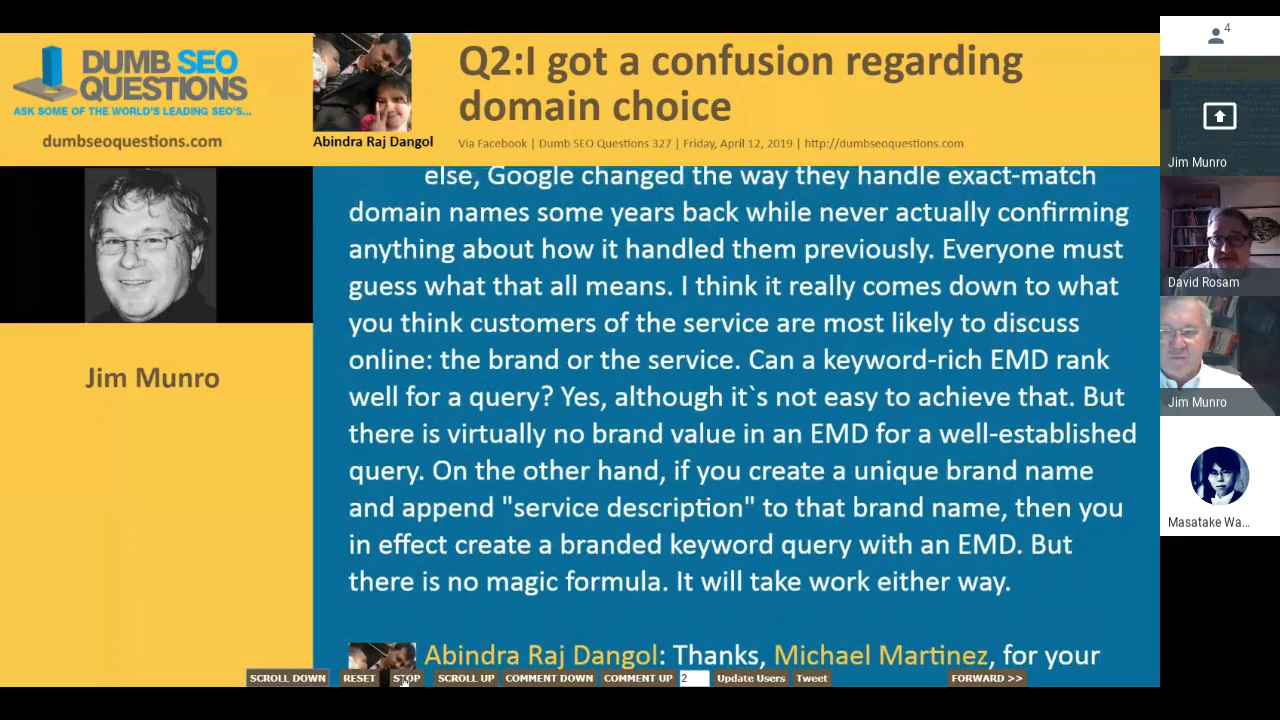 DUMB SEO
QUESTIONS
ASK SOME OF THE WORLD'S LEADING SEO'S...
dumbseoquestions.com
Abindra Raj Dangol
Q2:I got a confusion regarding
domain choice
Via Facebook | Dumb SEO Questions 327 | Friday, April 12, 2019 | http://dumbseoquestions.com
Jim Munro
else, Google changed the way they handle exact-match
domain names some years back while never actually confirming
anything about how it handled them previously. Everyone must
guess what that all means. I think it really comes down to what
you think customers of the service are most likely to discuss
online: the brand or the service. Can a keyword-rich EMD rank
well for a query? Yes, although it`s not easy to achieve that. But
there is virtually no brand value in an EMD for a well-established
query. On the other hand, if you create a unique brand name
and append "service description" to that brand name, then you
in effect create a branded keyword query with an EMD. But
there is no magic formula. It will take work either way.
Abindra Raj Dangol: Thanks, Michael Martinez, for your
SCROLL DOWN RESET STOP SCROLL UP COMMENT DOWN COMMENT UP 2 Update Users Tweet FORWARD >>
4
Jim Munro
David Rosam
Jim Munro
Masatake Wa...